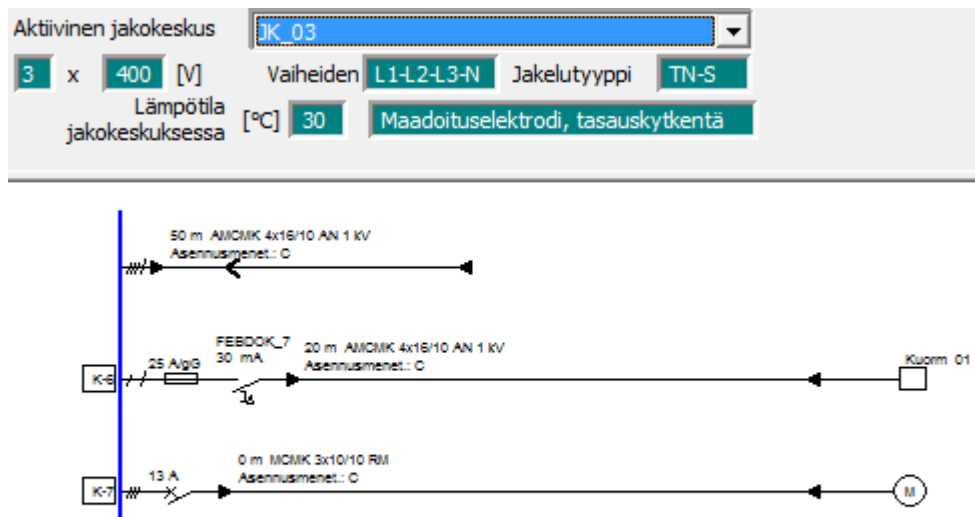 Aktiivinen jakokeskus JK_03
3 x 400 [V] Vaiheiden L1-L2-L3-N Jakelutyyppi TN-S
Lämpötila
jakokeskuksessa [°C] 30 Maadoituselektrodi, tasauskytkentä
50 m AMCMK 4x16/10 AN 1 kV
Asennusmenet.: C
FEBDOK_7
25 A/gG 30 mA 20 m AMCMK 4x16/10 AN 1 kV
Asennusmenet.: C
Kuorm 01
K-6
0 m MCMK 3x10/10 RM
13 A Asennusmenet.: C
K-7
M